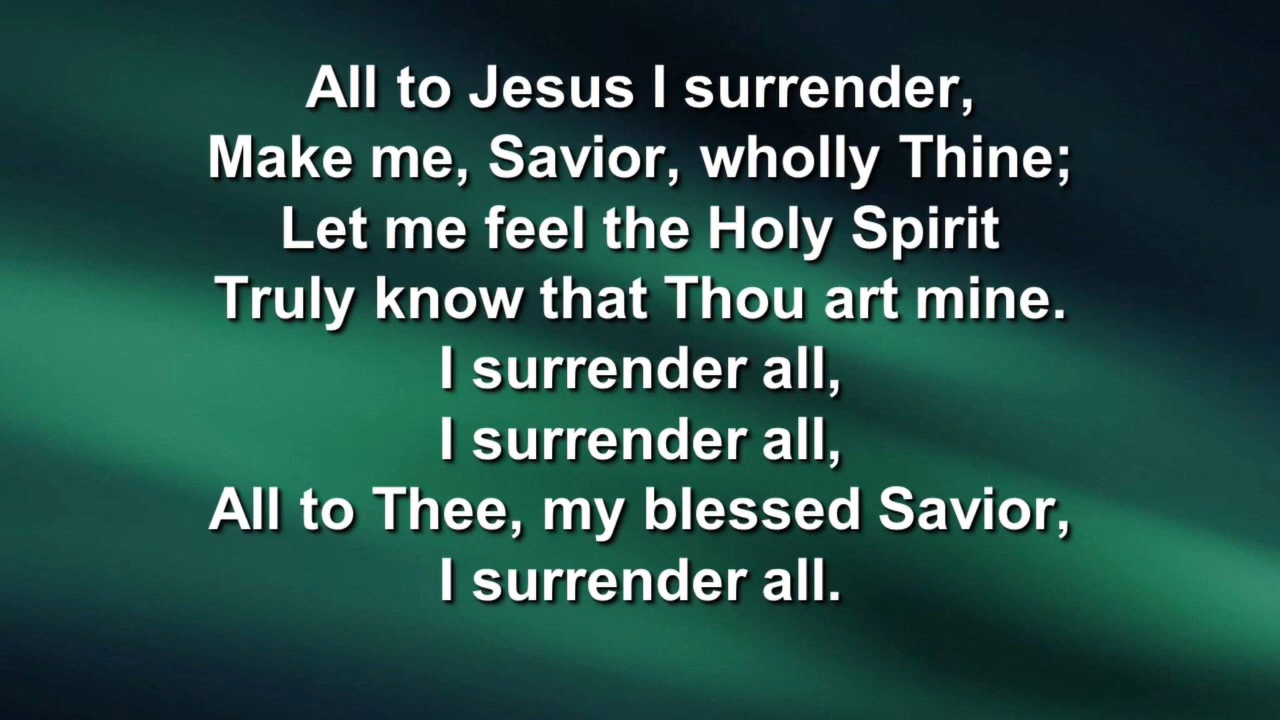 All to Jesus I surrender,
Make me, Savior, wholly Thine;
Let me feel the Holy Spirit
Truly know that Thou art mine.
I surrender all,
I surrender all,
All to Thee, my blessed Savior,
I surrender all.